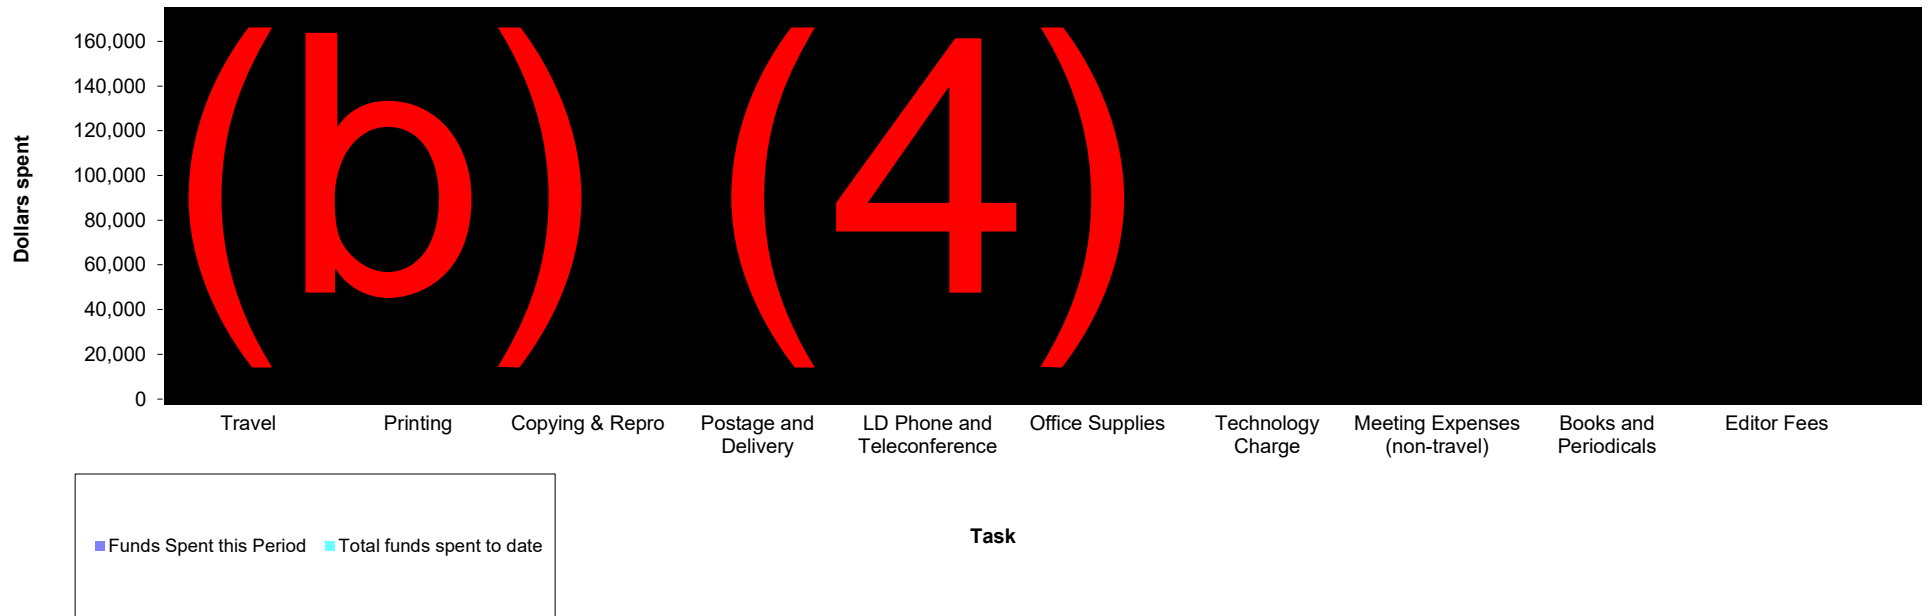 Dollars spent
160,000
140,000
120,000
100,000
80,000
60,000
40,000
20,000
0
(b) (4)
Travel
Printing
Copying & Repro
Postage and
Delivery
LD Phone and
Teleconference
Office Supplies
Technology
Charge
Meeting Expenses
(non-travel)
Books and
Periodicals
Editor Fees
Task
Funds Spent this Period
Total funds spent to date